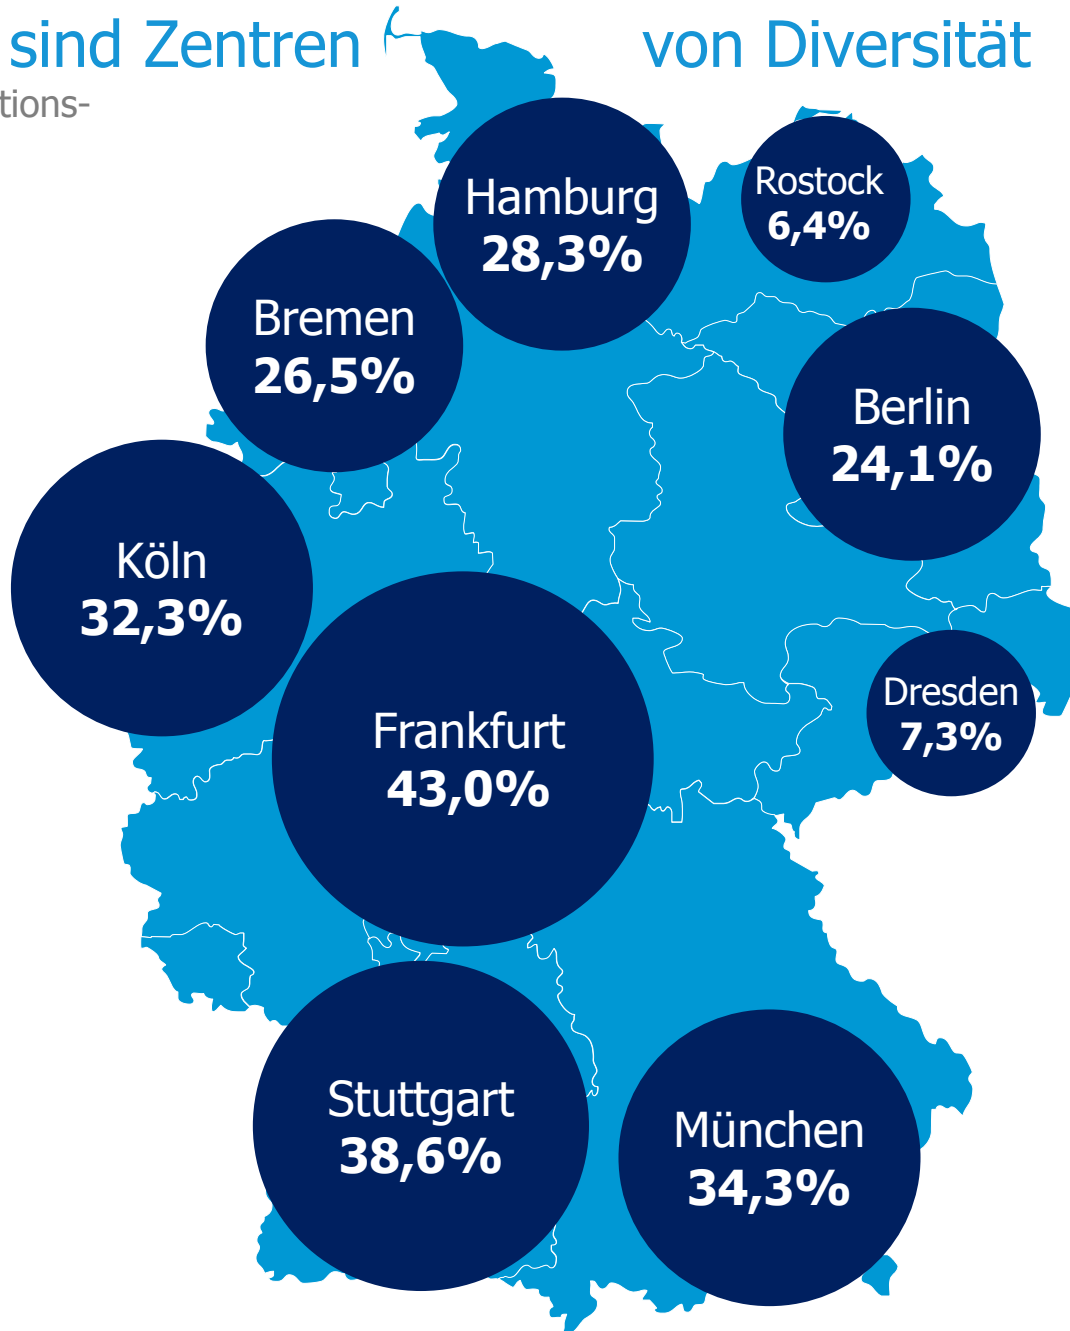 sind Zentren von Diversität
tions-
Hamburg
28,3%
Rostock
6,4%
Bremen
26,5%
Berlin
24,1%
Köln
32,3%
Dresden
7,3%
Frankfurt
43,0%
Stuttgart
38,6%
München
34,3%